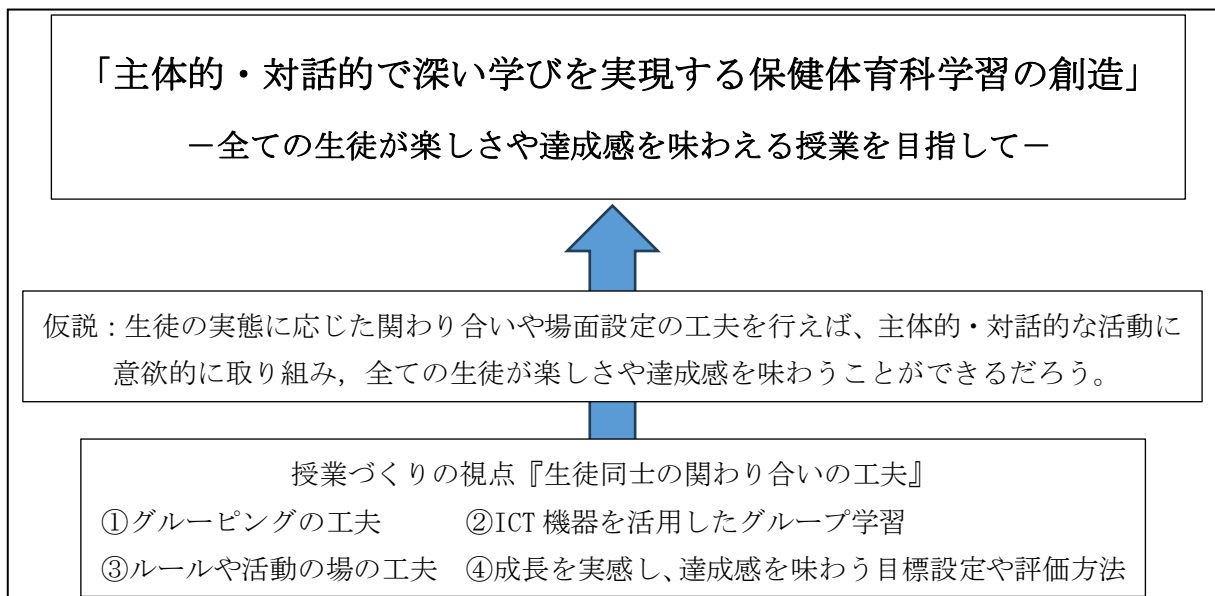 「主体的・対話的で深い学びを実現する保健体育科学習の創造」
－全ての生徒が楽しさや達成感を味わえる授業を目指して－
仮説：生徒の実態に応じた関わり合いや場面設定の工夫を行えば、主体的・対話的な活動に
意欲的に取り組み，全ての生徒が楽しさや達成感を味わうことができるだろう。
授業づくりの視点『生徒同士の関わり合いの工夫』
①グルーピングの工夫　②ICT 機器を活用したグループ学習
③ルールや活動の場の工夫　④成長を実感し、達成感を味わう目標設定や評価方法